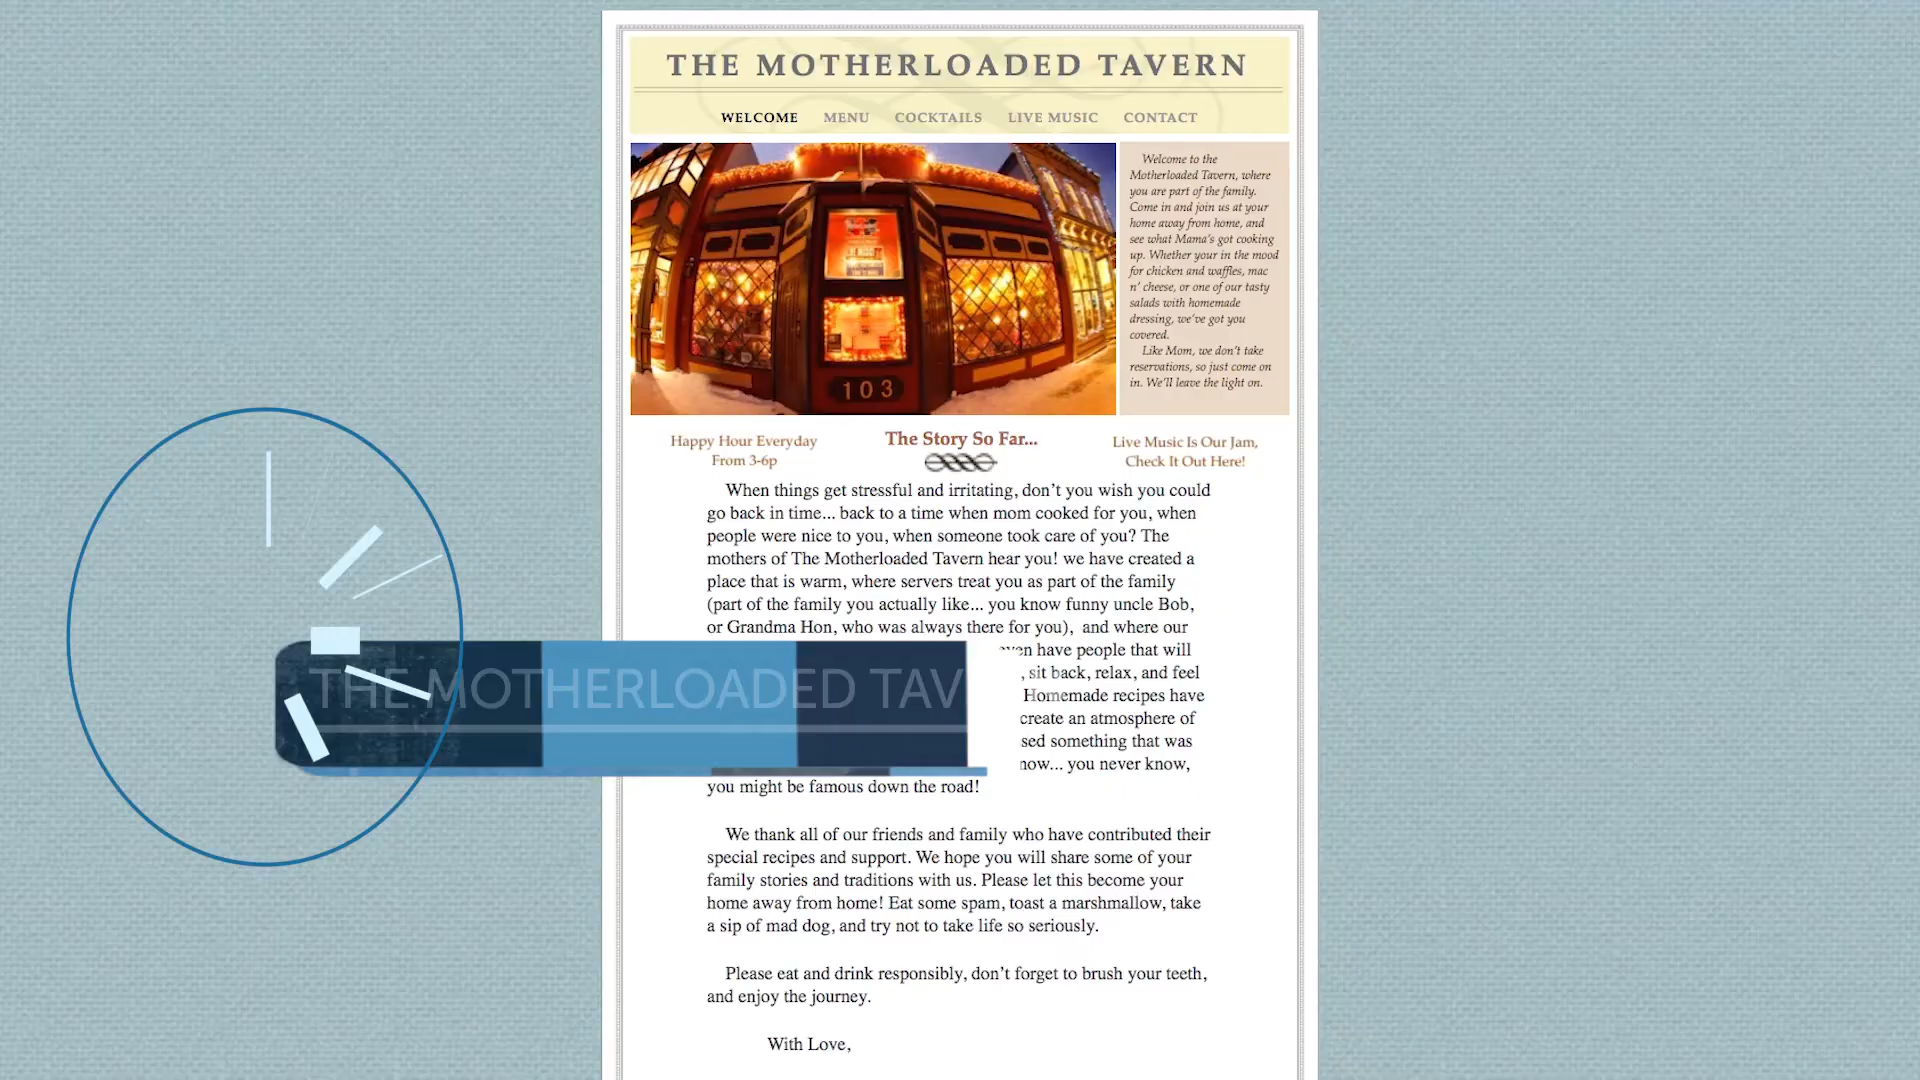 THE MOTHERLOADED TAVERN
WELCOME MENU COCKTAILS LIVE MUSIC CONTACT
Welcome to the
Motherloaded Tavern, where
you are part of the family.
Come in and join us at your
home away from home, and
see what Mama's got cooking
up. Whether your in the mood
for chicken and waffles, mac
n' cheese, or one of our tasty
salads with homemade
dressing, we've got you
covered.
Like Mom, we don't take
reservations, so just come on
in. We'll leave the light on.
103
Happy Hour Everyday
From 3-6p
The Story So Far...
Live Music Is Our Jam,
Check It Out Here!
When things get stressful and irritating, don't you wish you could
go back in time... back to a time when mom cooked for you, when
people were nice to you, when someone took care of you? The
mothers of The Motherloaded Tavern hear you! we have created a
place that is warm, where servers treat you as part of the family
(part of the family you actually like... you know funny uncle Bob,
or Grandma Hon, who was always there for you), and where our
have people that will
, sit back, relax, and feel
Homemade recipes have
create an atmosphere of
something that was
you never know,
you might be famous down the road!
THE MOTHERLOADED TAV
We thank all of our friends and family who have contributed their
special recipes and support. We hope you will share some of your
family stories and traditions with us. Please let this become your
home away from home! Eat some spam, toast a marshmallow, take
a sip of mad dog, and try not to take life so seriously.
Please eat and drink responsibly, don't forget to brush your teeth,
and enjoy the journey.
With Love,